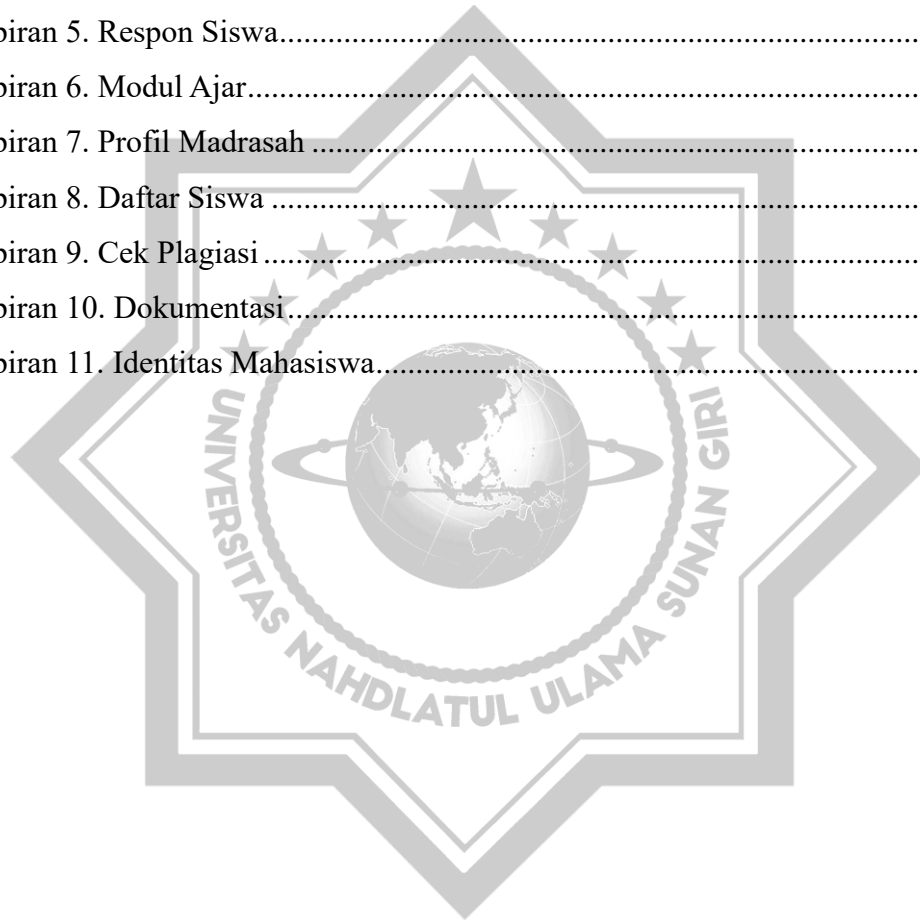 piran 5. Respon Siswa................................................................................
piran 6. Modul Ajar....................................................................................
piran 7. Profil Madrasah ............................................................................
piran 8. Daftar Siswa .................................................................................
piran 9. Cek Plagiasi ..................................................................................
piran 10. Dokumentasi...............................................................................
piran 11. Identitas Mahasiswa....................................................................
UNIVERSITAS NAHDLATUL ULAMA SUNAN GIRI